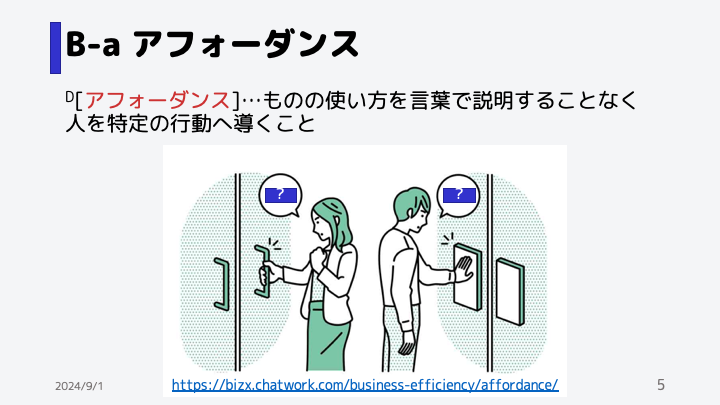 B-a アフォーダンス
D[アフォーダンス]…ものの使い方を言葉で説明することなく
人を特定の行動へ導くこと
? ?
https://bizx.chatwork.com/business-efficiency/affordance/
2024/9/1
5